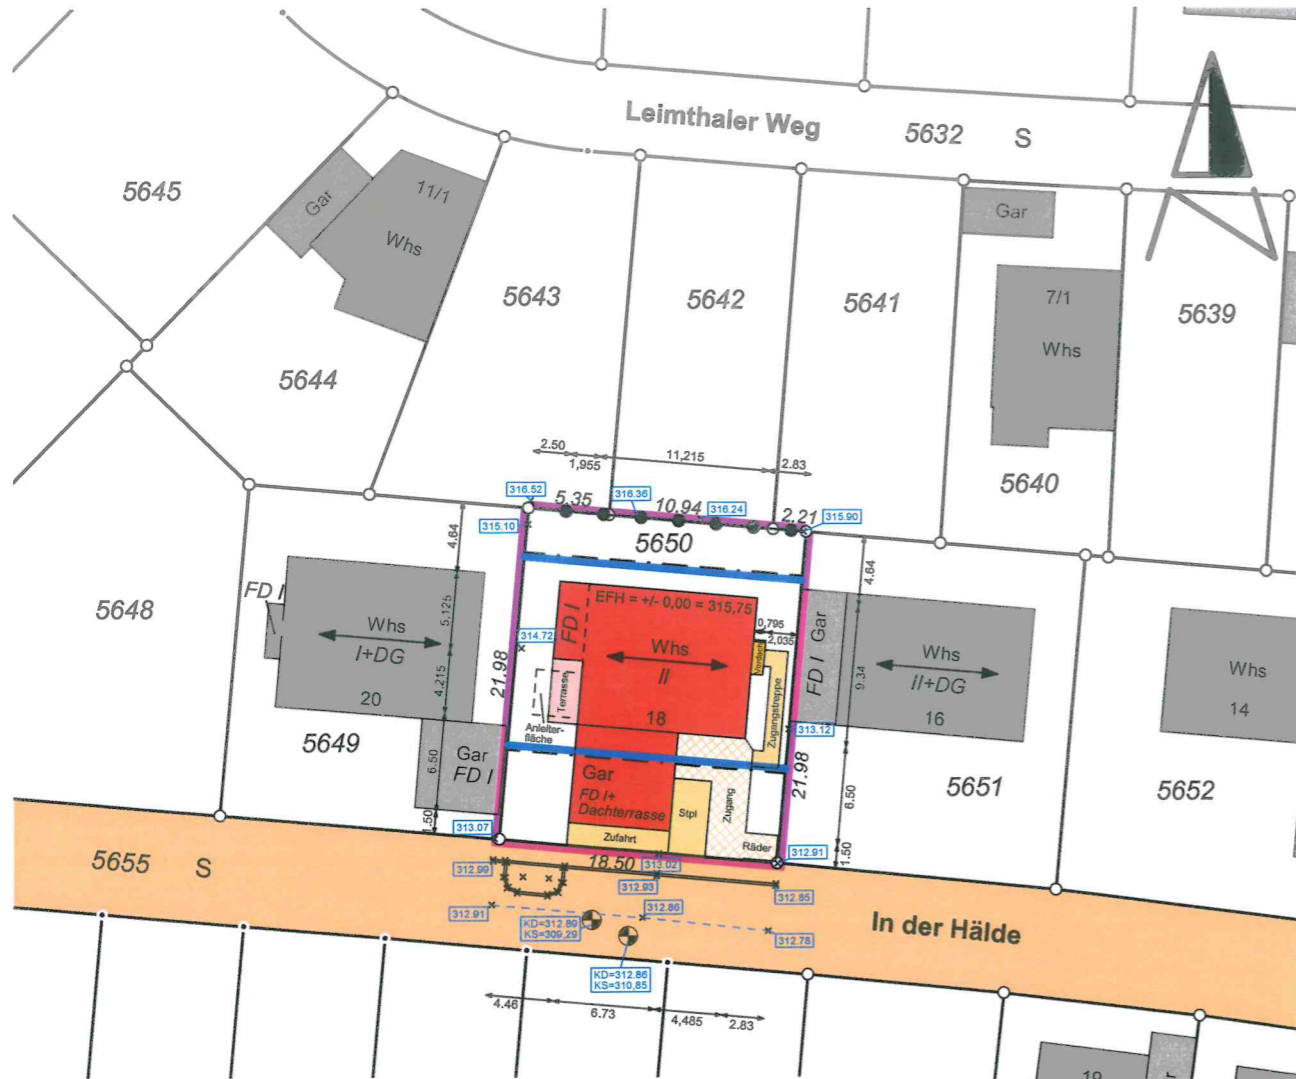 Leimthaler Weg
5632 S
5645
Gar
11/1
Whs
Gar
5643
5642
5641
7/1
Whs
5639
5644
5640
2.50
1,955
11,215
2.83
316.52
5.35
316.36
10.94
316.24
2.21
315.90
315.10
5650
4.64
4.64
5648
FD I
Whs
I+DG
20
5.125
4.215
5649
Gar
FD I
6.50
1.50
21.98
314.72
FD I
EFH = +/- 0,00 = 315,75
Whs
II
18
Terrasse
Anleiter-
fläche
Vordach
0,795
2,035
Zugangstreppe
Gar
FD I+
Dachterrasse
Stpl
Zugang
Zufahrt
Räder
FD I Gar
Whs
II+DG
16
9.34
313.12
21.98
6.50
1.50
5651
Whs
14
5652
313.07
312.91
5655 S
18.50
313.02
312.99
312.93
312.85
312.91
312.86
312.78
KD=312.89
KS=309,29
KD=312.86
KS=310,85
In der Hälde
4.46
6.73
4,485
2.83
19